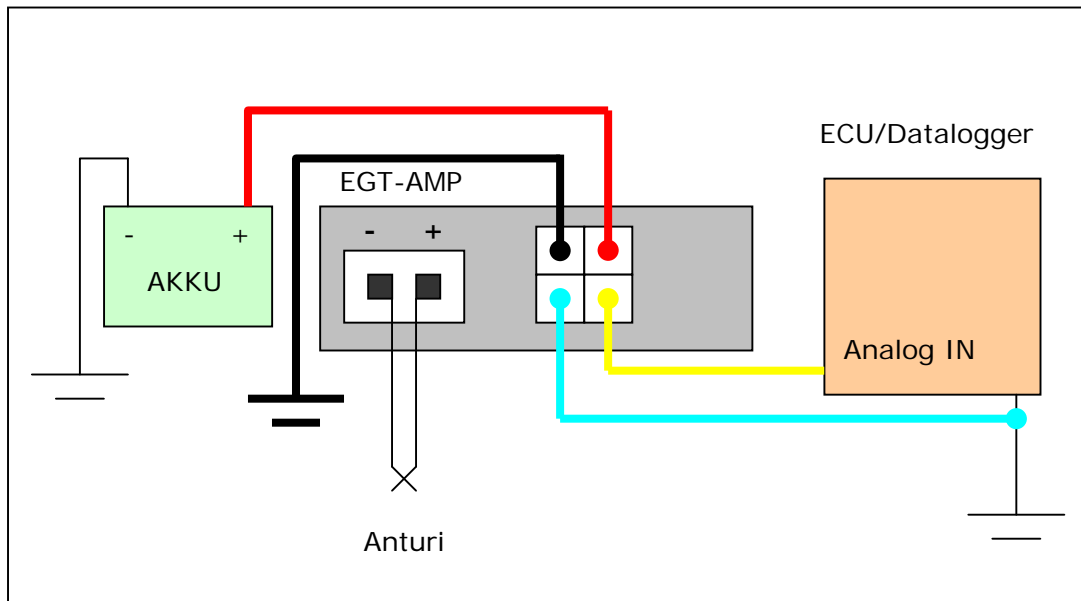 ECU/Datalogger
EGT-AMP
- +
- +
AKKU
Analog IN
Anturi